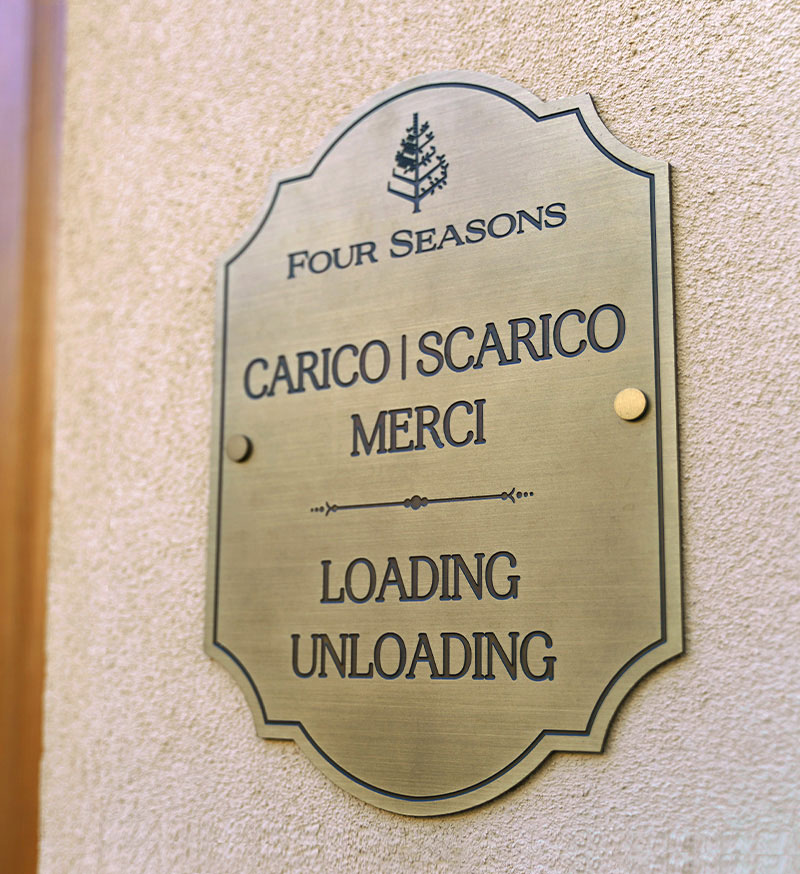 FOUR SEASONS
CARICO | SCARICO
MERCI
LOADING
UNLOADING